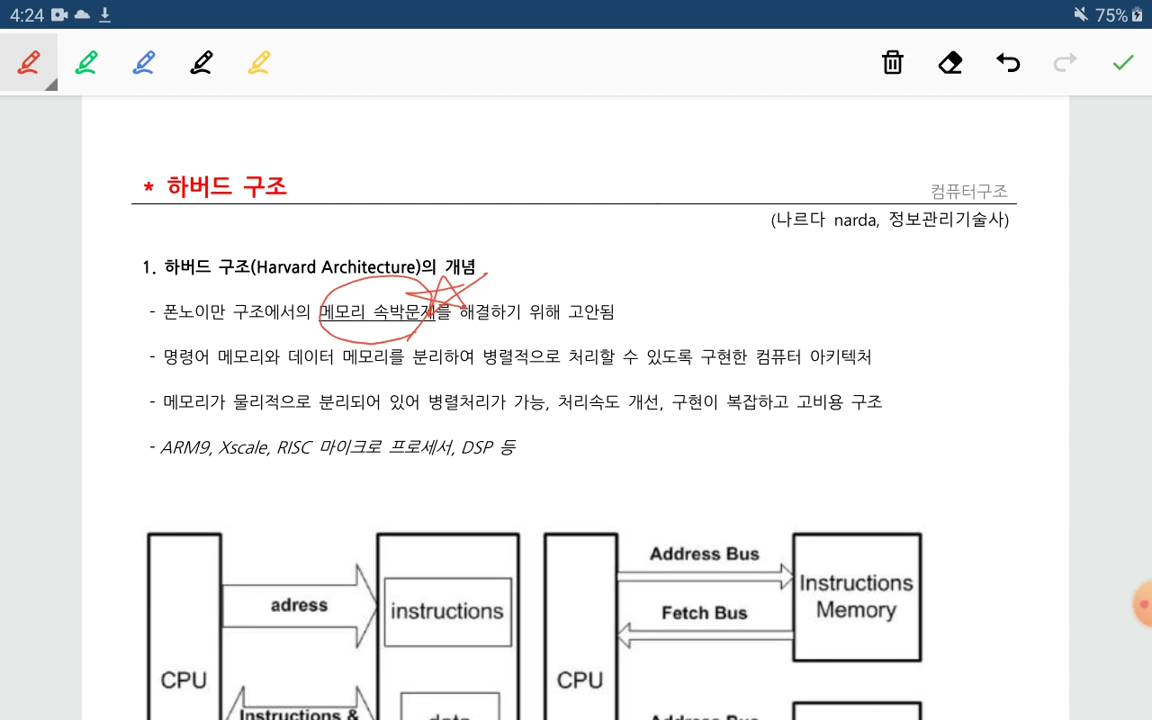 4:24
75%
* 하버드 구조
컴퓨터구조
(나르다 narda, 정보관리기술사)
1. 하버드 구조(Harvard Architecture)의 개념
- 폰노이만 구조에서의 메모리 속박문제를 해결하기 위해 고안됨
- 명령어 메모리와 데이터 메모리를 분리하여 병렬적으로 처리할 수 있도록 구현한 컴퓨터 아키텍처
- 메모리가 물리적으로 분리되어 있어 병렬처리가 가능, 처리속도 개선, 구현이 복잡하고 고비용 구조
- ARM9, Xscale, RISC 마이크로 프로세서, DSP 등
CPU
adress
instructions
Instructions &
data
CPU
Address Bus
Fetch Bus
Instructions
Memory
Address Bus